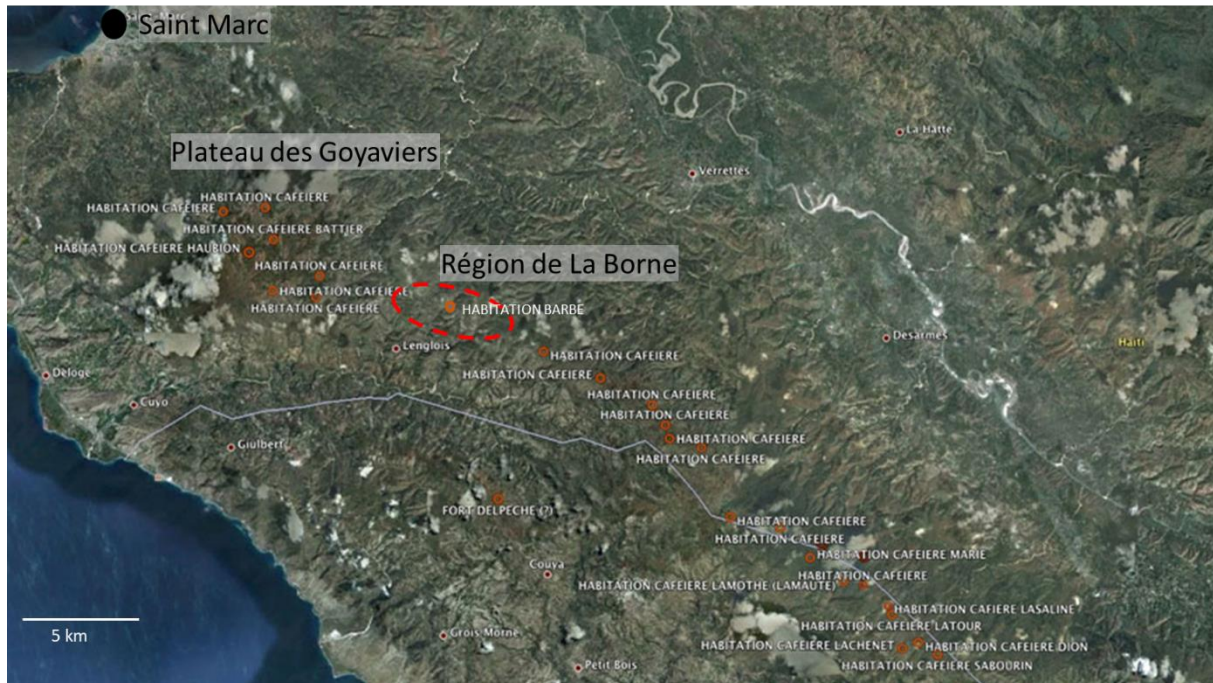 Saint Marc
La Hatte
Plateau des Goyaviers
Verrettes
HABITATION CAFEIERE
HABITATION CAFEIERE
HABITATION CAFEIERE BATTIER
HABITATION CAFEIERE HAUBION
HABITATION CAFEIERE
Région de La Borne
HABITATION CAFEIERE
HABITATION CAFEIERE
HABITATION BARBE
Desarmes
Haiti
Lenglois
HABITATION CAFEIERE
Deloge
HABITATION CAFEIERE
HABITATION CAFEIERE
Cuyo
HABITATION CAFEIERE
HABITATION CAFEIERE
Giulbert
HABITATION CAFEIERE
FORT DELPECHE (?)
HABITATION CAFEIERE
HABITATION CAFEIERE
HABITATION CAFEIERE MARIE
Couya
HABITATION CAFEIERE
HABITATION CAFEIERE LAMOTHE (LAMAUTE)
HABITATION CAFIERE LASALINE
HABITATION CAFEIERE LATOUR
5 km
Grois Morne
HABITATION CAFEIERE LACHENET
HABITATION CAFEIERE DION
Petit Bois
HABITATION CAFEIERE SABOURIN